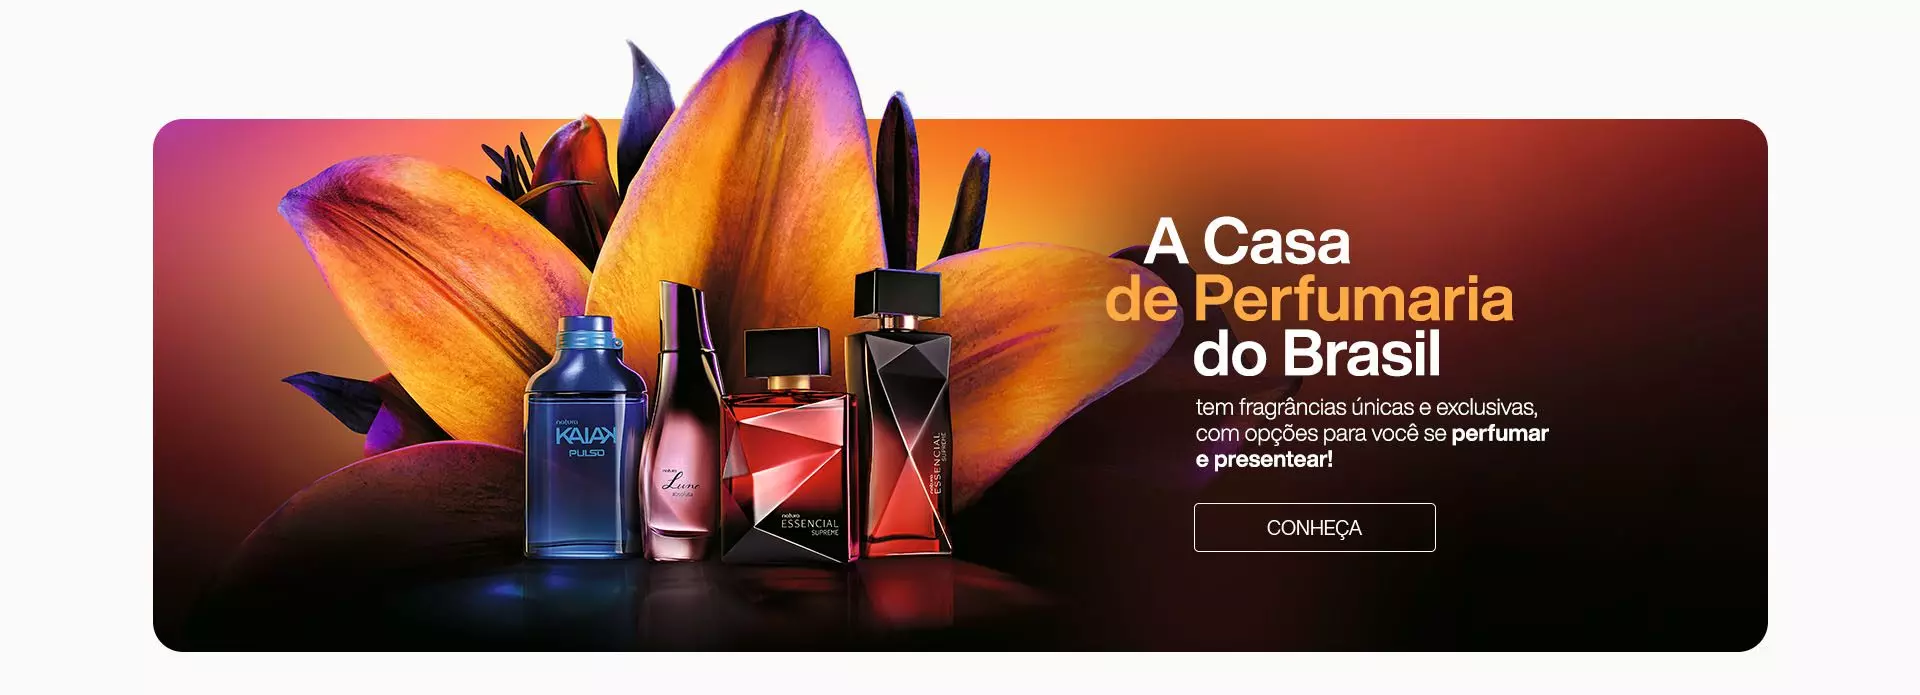 A Casa
de Perfumaria
do Brasil
tem fragrâncias únicas e exclusivas,
com opções para você se perfumar
e presentear!
CONHEÇA
natura
KAIAK
PULSO
natura
Luna
absoluta
natura
ESSENCIAL
SUPREME
natura
ESSENCIAL
SUPREME